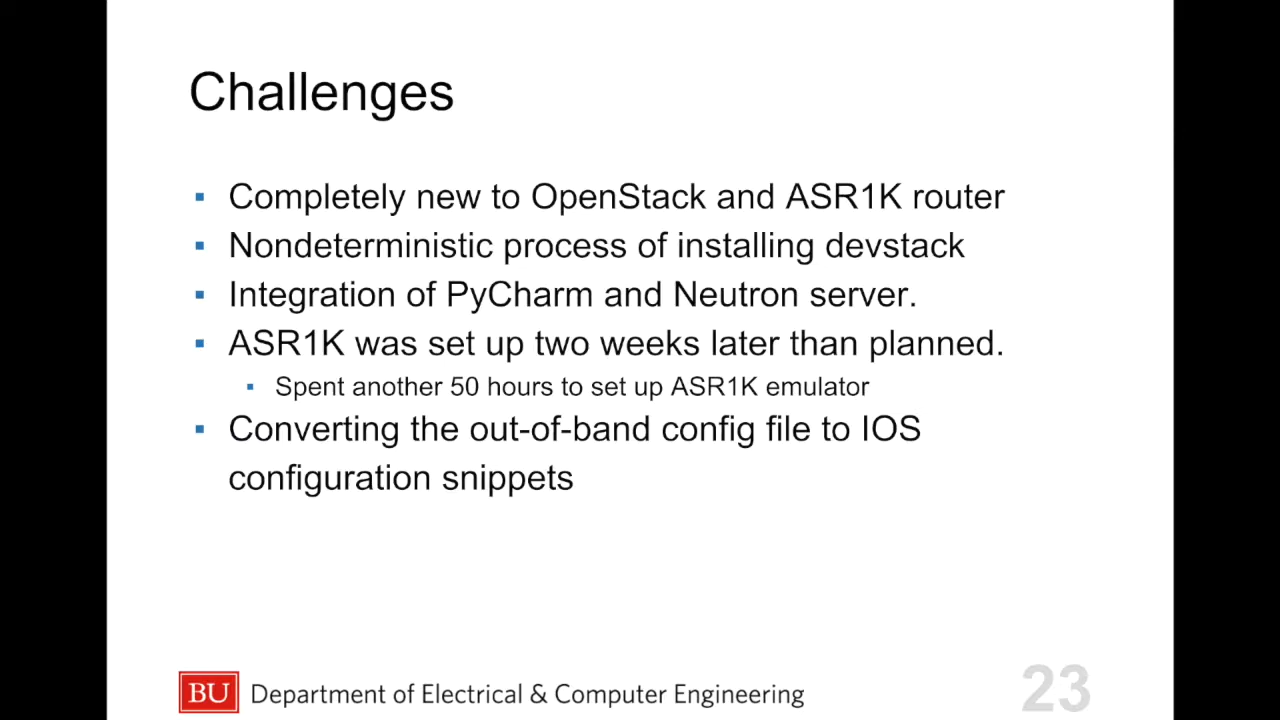 Challenges
▪ Completely new to OpenStack and ASR1K router
▪ Nondeterministic process of installing devstack
▪ Integration of PyCharm and Neutron server.
▪ ASR1K was set up two weeks later than planned.
▪ Spent another 50 hours to set up ASR1K emulator
▪ Converting the out-of-band config file to IOS
configuration snippets
BU Department of Electrical & Computer Engineering
23